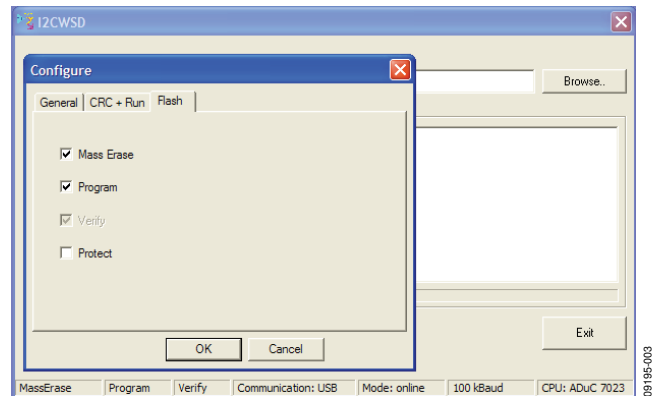 I2CWSD
Configure
Browse..
General CRC + Run Flash
Mass Erase
Program
Verify
Protect
OK Cancel
Exit
MassErase Program Verify Communication: USB Mode: online 100 kBaud CPU: ADuC 7023
09195-003